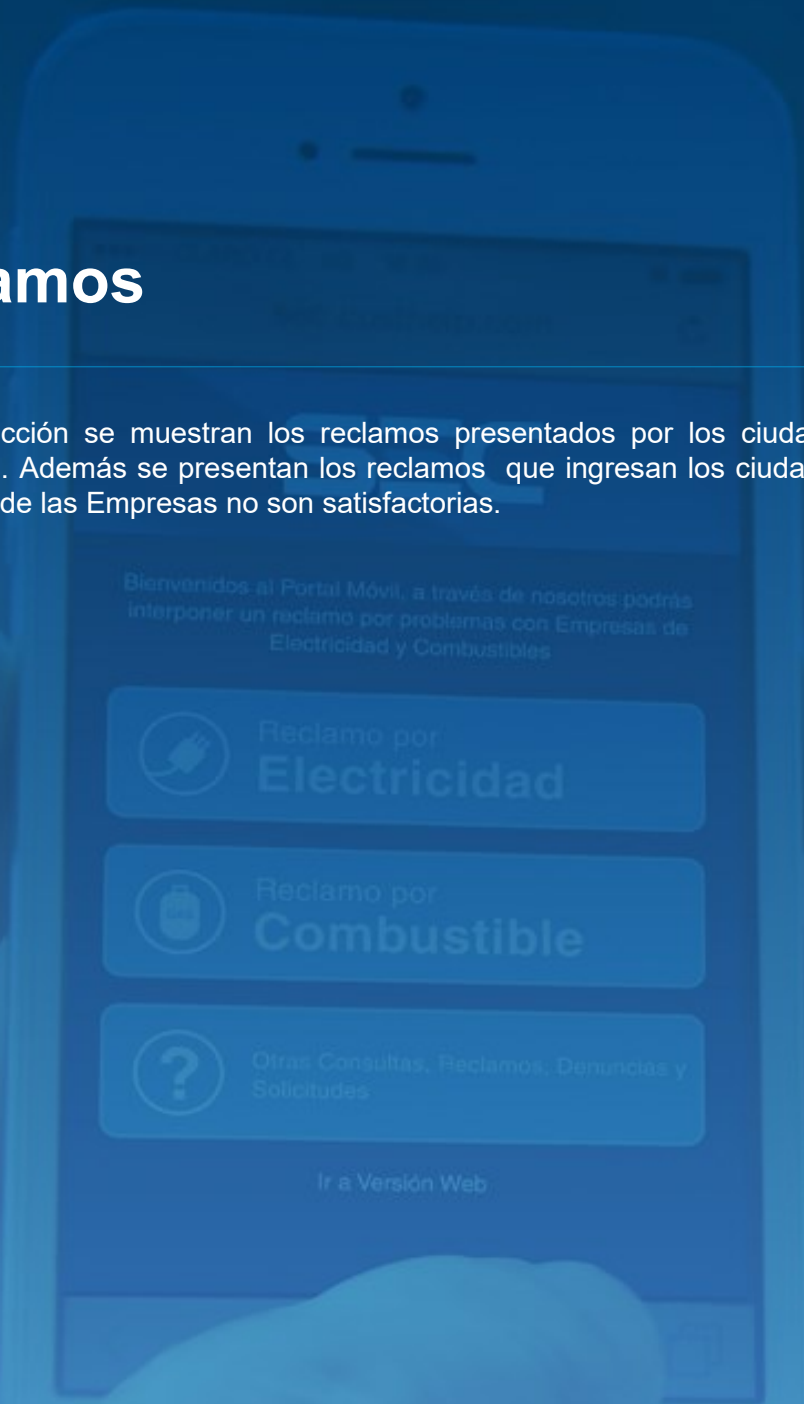 amos
cción se muestran los reclamos presentados por los ciuda
. Además se presentan los reclamos que ingresan los ciuda
de las Empresas no son satisfactorias.
SEC
Bienvenidos al Portal Móvil, a través de nosotros podrás
interponer un reclamo por problemas con Empresas de
Electricidad y Combustibles
Reclamo por
Electricidad
Reclamo por
Combustible
?
Otras Consultas, Reclamos, Denuncias y
Solicitudes
Ir a Versión Web